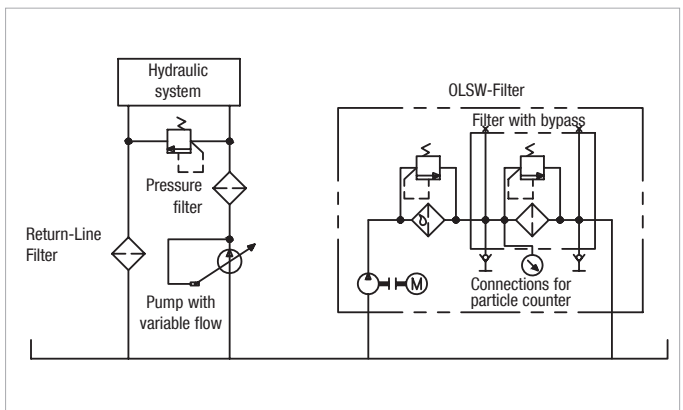 Hydraulic
system
OLSW-Filter
Filter with bypass
Pressure
filter
Return-Line
Filter
Pump with
variable flow
M
Connections for
particle counter